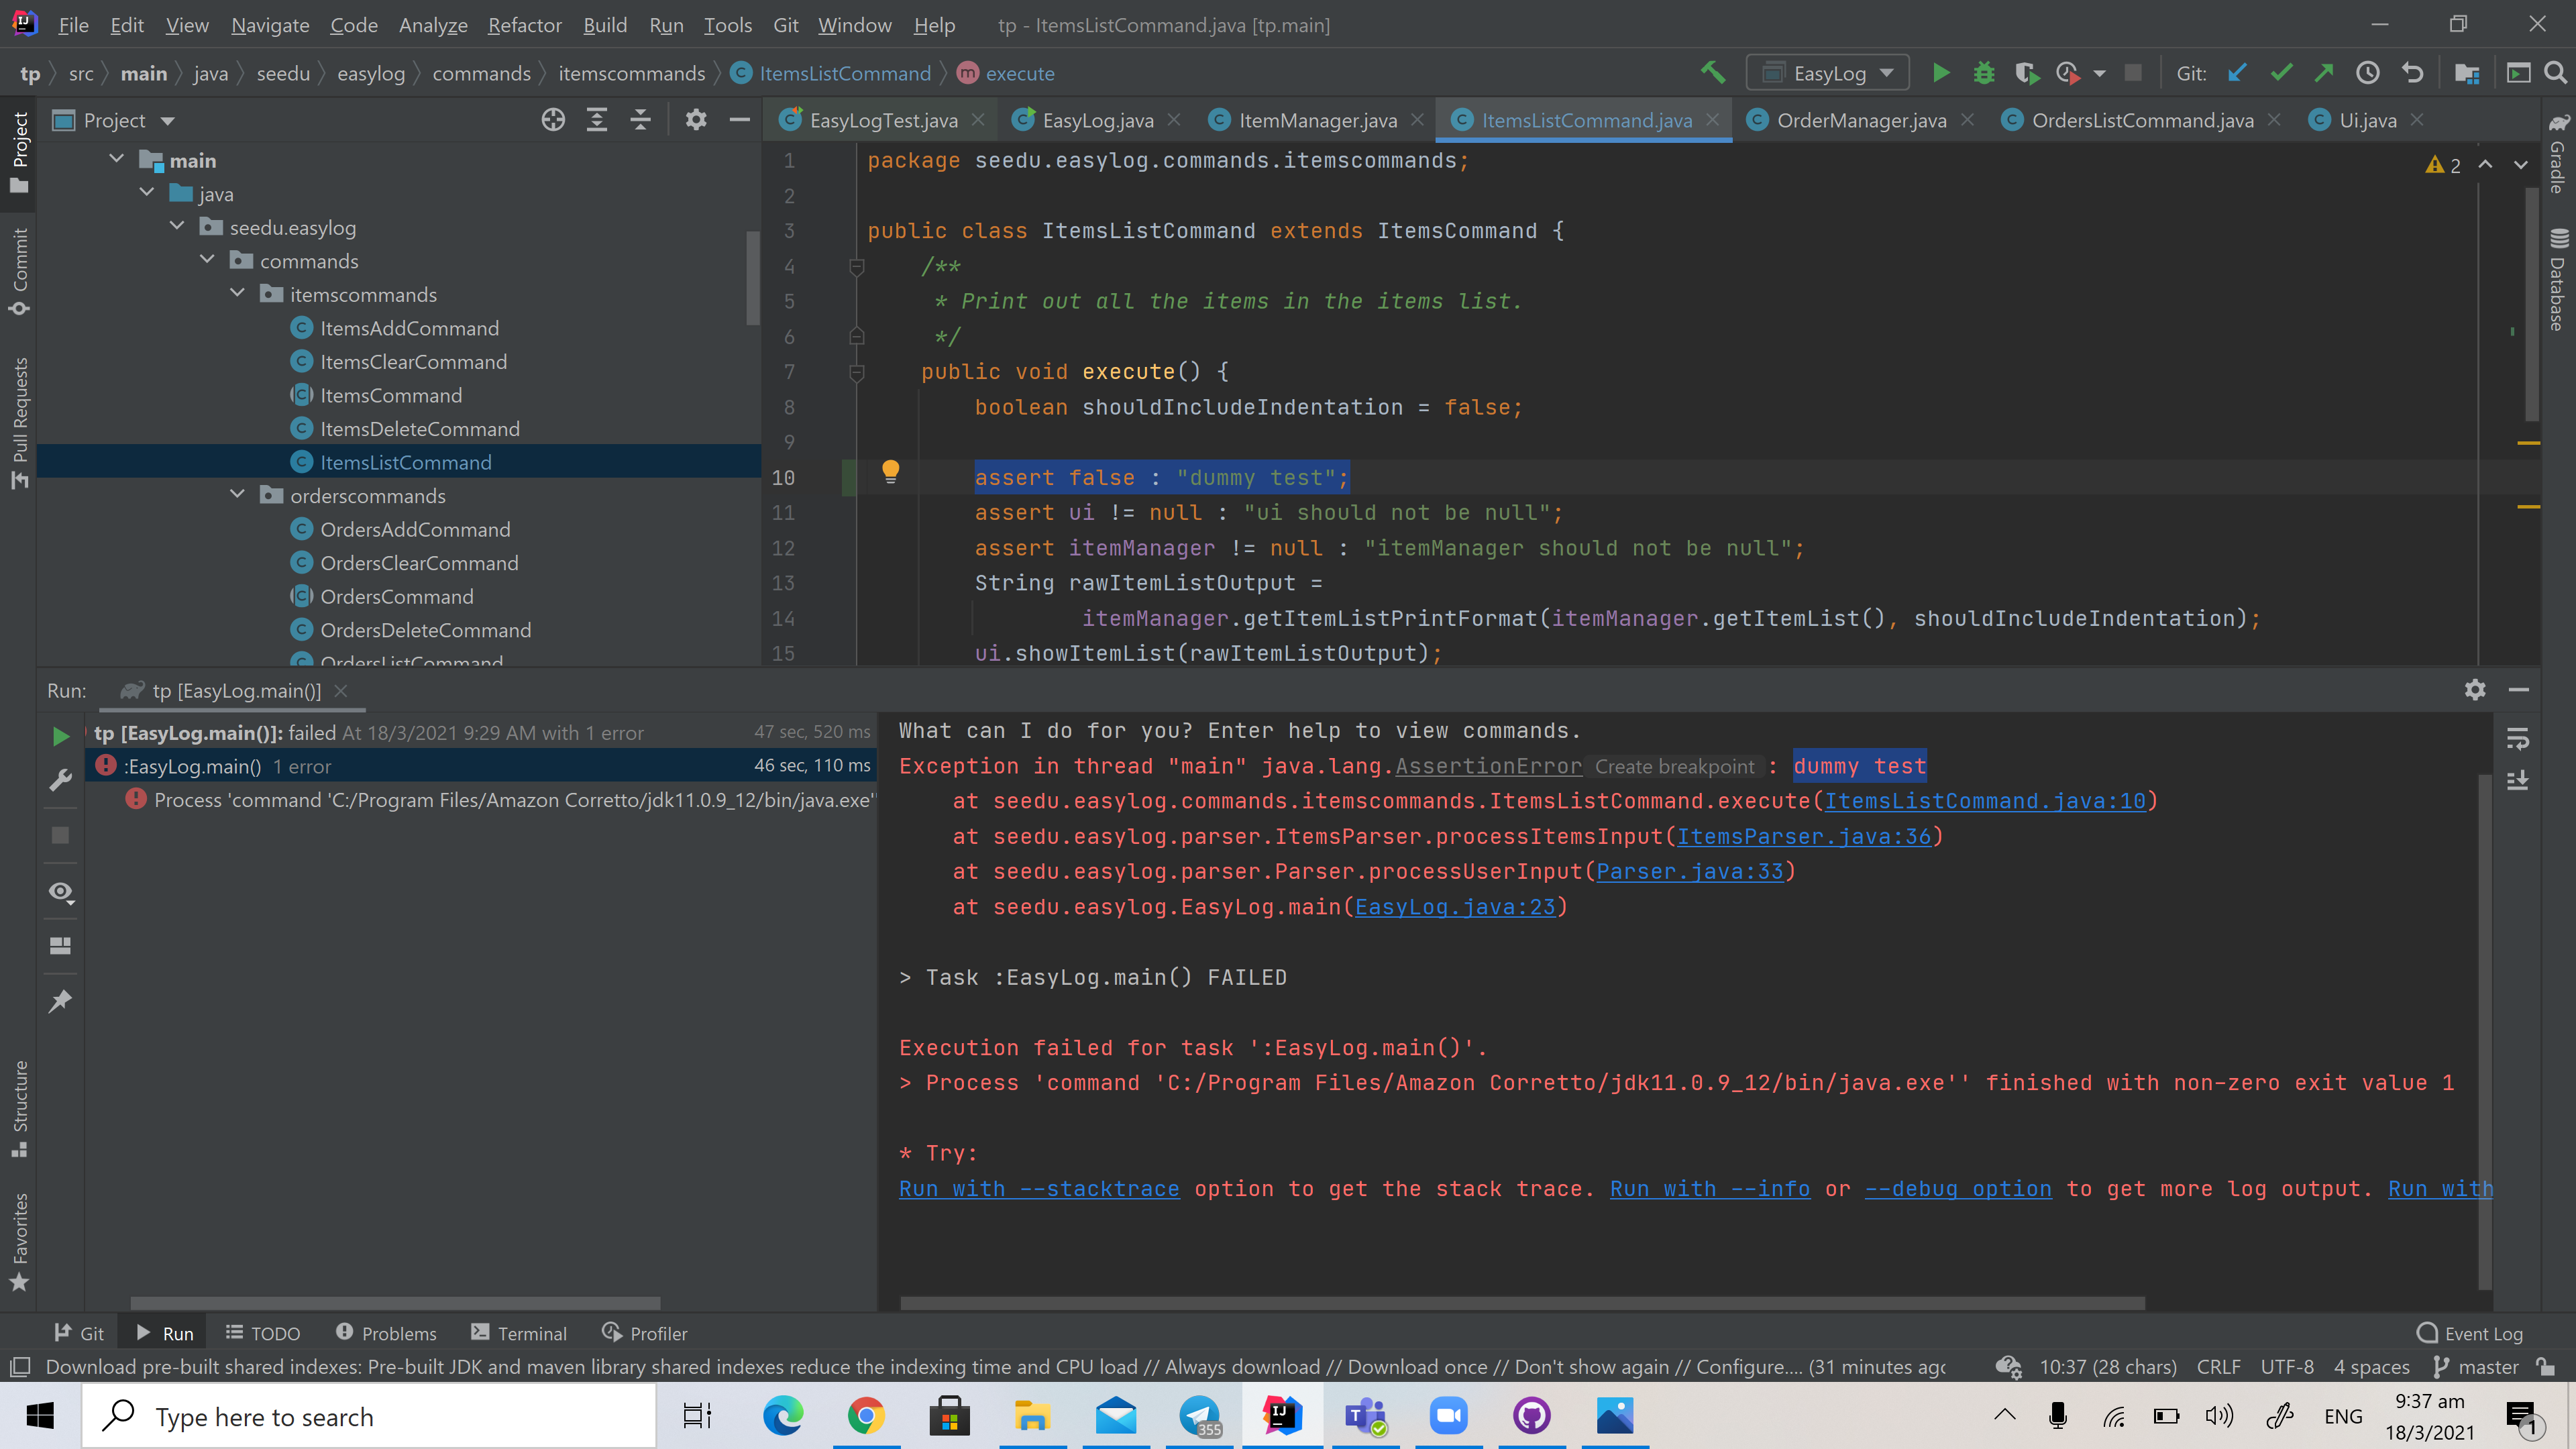 File Edit View Navigate Code Analyze Refactor Build Run Tools Git Window Help tp - ItemsListCommand.java [tp.main]
tp src main java seedu easylog commands itemscommands ItemsListCommand execute EasyLog Git:
Project
EasyLogTest.java EasyLog.java ItemManager.java ItemsListCommand.java OrderManager.java OrdersListCommand.java Ui.java
Project
Commit
Pull Requests
Structure
Favorites
Gradle
Database
main
java
seedu.easylog
commands
itemscommands
ItemsAddCommand
ItemsClearCommand
ItemsCommand
ItemsDeleteCommand
ItemsListCommand
orderscommands
OrdersAddCommand
OrdersClearCommand
OrdersCommand
OrdersDeleteCommand
OrdersListCommand
2
1 package seedu.easylog.commands.itemscommands;
2
3 public class ItemsListCommand extends ItemsCommand {
4 /**
5 * Print out all the items in the items list.
6 */
7 public void execute() {
8 boolean shouldIncludeIndentation = false;
9
10 assert false : "dummy test";
11 assert ui != null : "ui should not be null";
12 assert itemManager != null : "itemManager should not be null";
13 String rawItemListOutput =
14 itemManager.getItemListPrintFormat(itemManager.getItemList(), shouldIncludeIndentation);
15 ui.showItemList(rawItemListOutput);
Run: tp [EasyLog.main()]
tp [EasyLog.main()]: failed At 18/3/2021 9:29 AM with 1 error 47 sec, 520 ms
:EasyLog.main() 1 error 46 sec, 110 ms
Process 'command 'C:/Program Files/Amazon Corretto/jdk11.0.9_12/bin/java.exe''
What can I do for you? Enter help to view commands.
Exception in thread "main" java.lang.AssertionError Create breakpoint : dummy test
at seedu.easylog.commands.itemscommands.ItemsListCommand.execute(ItemsListCommand.java:10)
at seedu.easylog.parser.ItemsParser.processItemsInput(ItemsParser.java:36)
at seedu.easylog.parser.Parser.processUserInput(Parser.java:33)
at seedu.easylog.EasyLog.main(EasyLog.java:23)
> Task :EasyLog.main() FAILED
Execution failed for task ':EasyLog.main()'.
> Process 'command 'C:/Program Files/Amazon Corretto/jdk11.0.9_12/bin/java.exe'' finished with non-zero exit value 1
* Try:
Run with --stacktrace option to get the stack trace. Run with --info or --debug option to get more log output. Run with
Git Run TODO Problems Terminal Profiler Event Log
Download pre-built shared indexes: Pre-built JDK and maven library shared indexes reduce the indexing time and CPU load // Always download // Download once // Don't show again // Configure.... (31 minutes agc 10:37 (28 chars) CRLF UTF-8 4 spaces master
Type here to search
355
ENG
9:37 am
18/3/2021
1